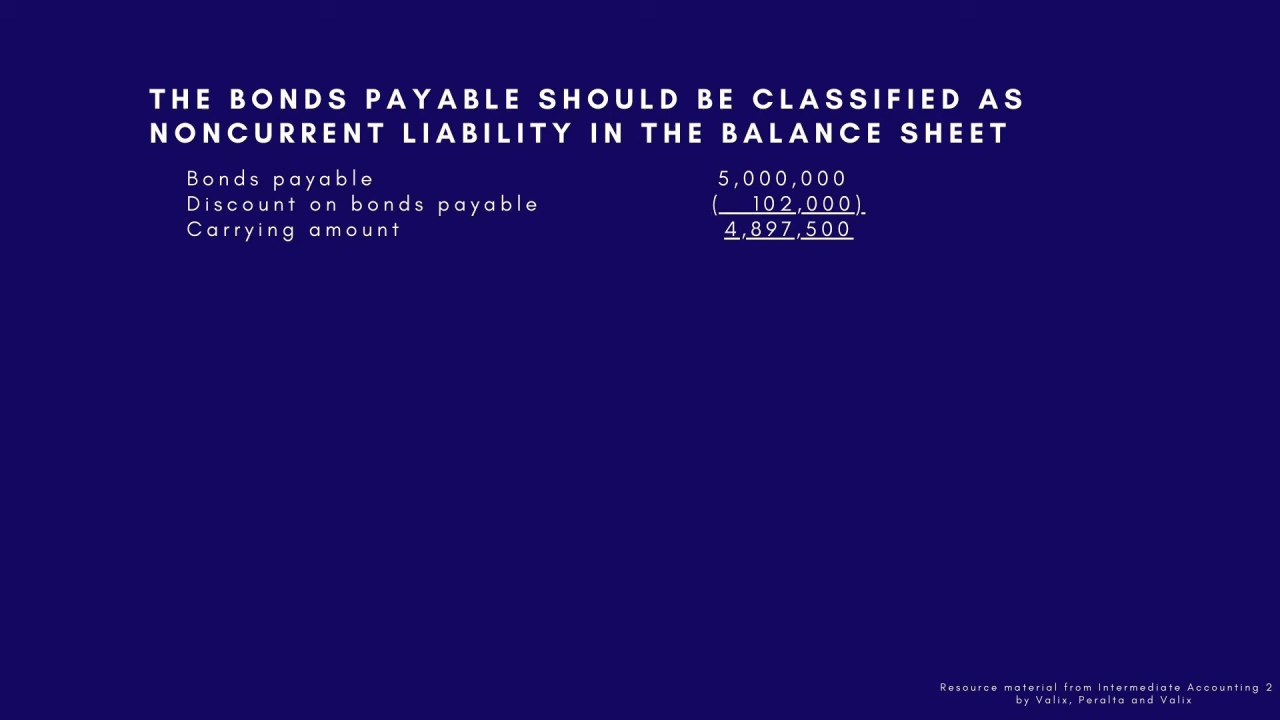 THE BONDS PAYABLE SHOULD BE CLASSIFIED AS
NONCURRENT LIABILITY IN THE BALANCE SHEET
Bonds payable 5,000,000
Discount on bonds payable ( 102,000)
Carrying amount 4,897,500
Resource material from Intermediate Accounting 2
by Valix, Peralta and Valix